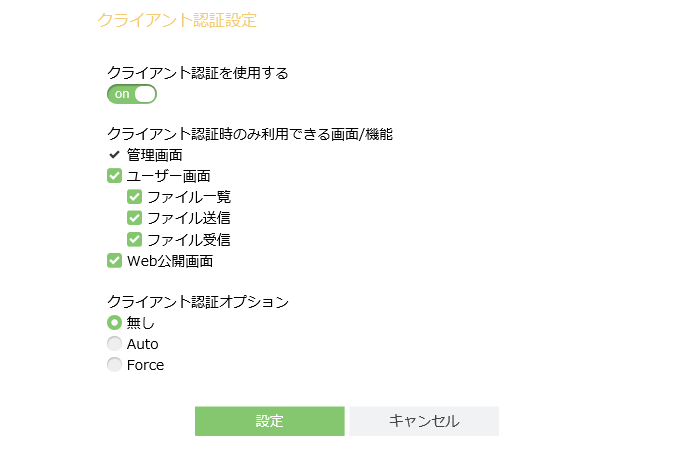 クライアント認証設定
クライアント認証を使用する
on
クライアント認証時のみ利用できる画面/機能
管理画面
ユーザー画面
ファイル一覧
ファイル送信
ファイル受信
Web公開画面
クライアント認証オプション
無し
Auto
Force
設定
キャンセル